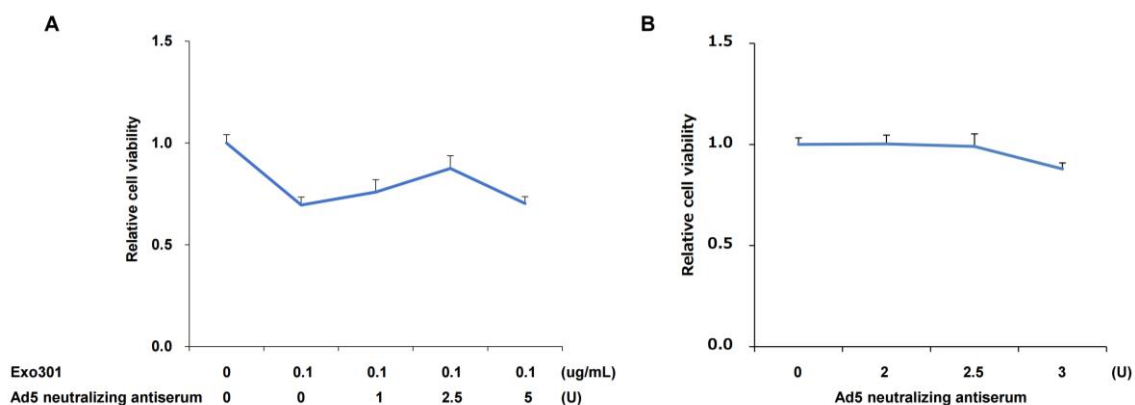 A
B
1.5
1.0
0.5
0.0
Relative cell viability
Exo301 0 0.1 0.1 0.1 0.1 (ug/mL)
Ad5 neutralizing antiserum 0 0 1 2.5 5 (U)
1.5
1.0
0.5
0.0
Relative cell viability
0 2 2.5 3 (U)
Ad5 neutralizing antiserum